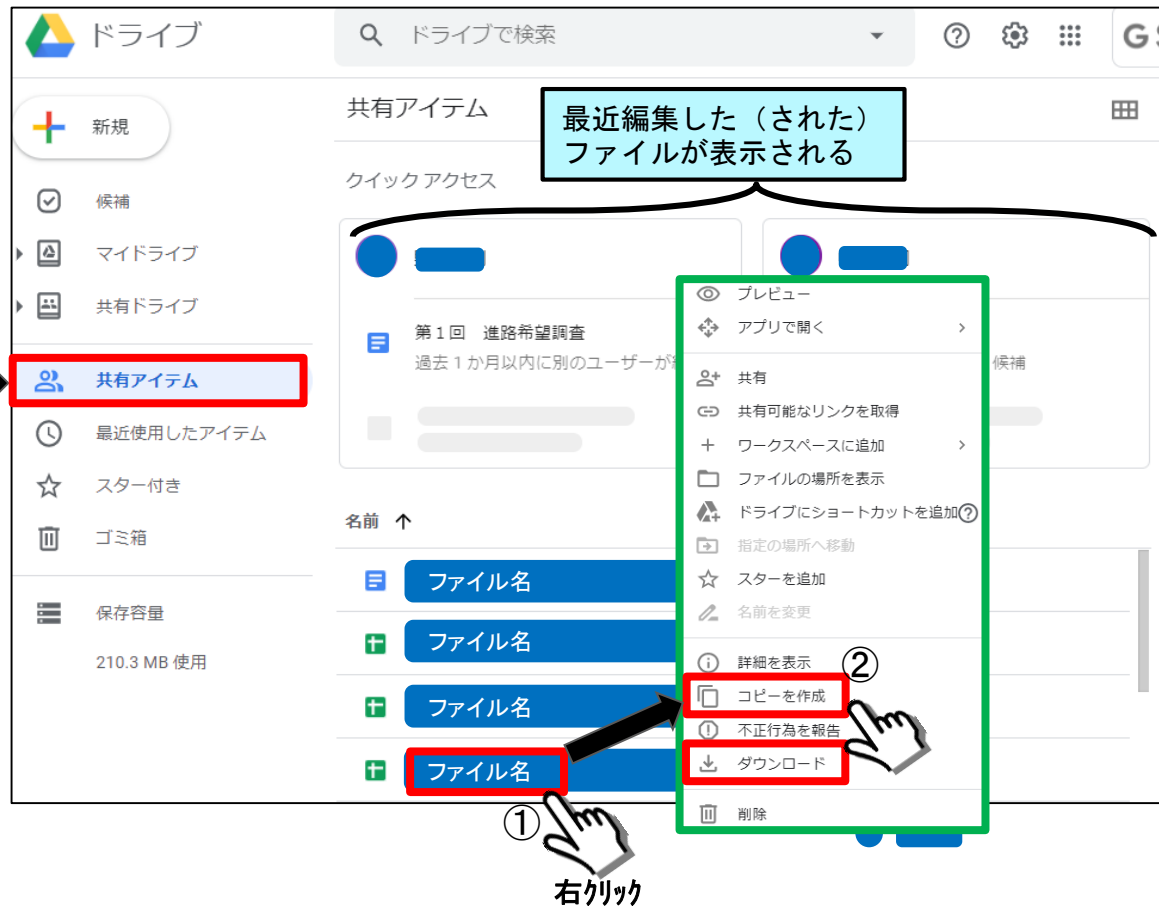 ドライブ
ドライブで検索
G
新規
共有アイテム
最近編集した（された）
ファイルが表示される
クイック アクセス
候補
マイドライブ
共有ドライブ
共有アイテム
最近使用したアイテム
スター付き
ゴミ箱
保存容量
210.3 MB 使用
第１回　進路希望調査
過去 1 か月以内に別のユーザーが
候補
名前
ファイル名
ファイル名
ファイル名
ファイル名
プレビュー
アプリで開く
共有
共有可能なリンクを取得
ワークスペースに追加
ファイルの場所を表示
ドライブにショートカットを追加
指定の場所へ移動
スターを追加
名前を変更
詳細を表示
②
コピーを作成
不正行為を報告
ダウンロード
削除
①
右ｸﾘｯｸ